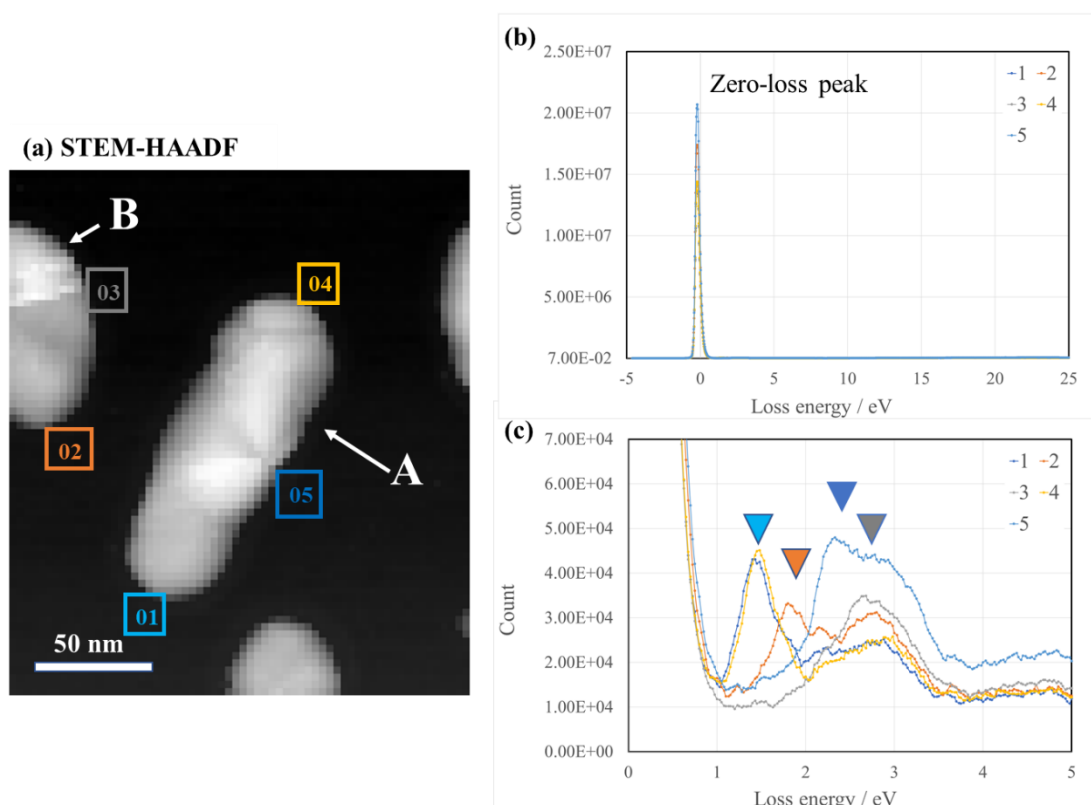 (a) STEM-HAADF
B
03
04
02
A
05
01
50 nm
(b)
2.50E+07
2.00E+07
1.50E+07
1.00E+07
5.00E+06
7.00E-02
Count
Zero-loss peak
1 2
3 4
5
-5 0 5 10 15 20 25
Loss energy / eV
(c)
7.00E+04
6.00E+04
5.00E+04
4.00E+04
3.00E+04
2.00E+04
1.00E+04
0.00E+00
Count
1 2
3 4
5
0 1 2 3 4 5
Loss energy / eV